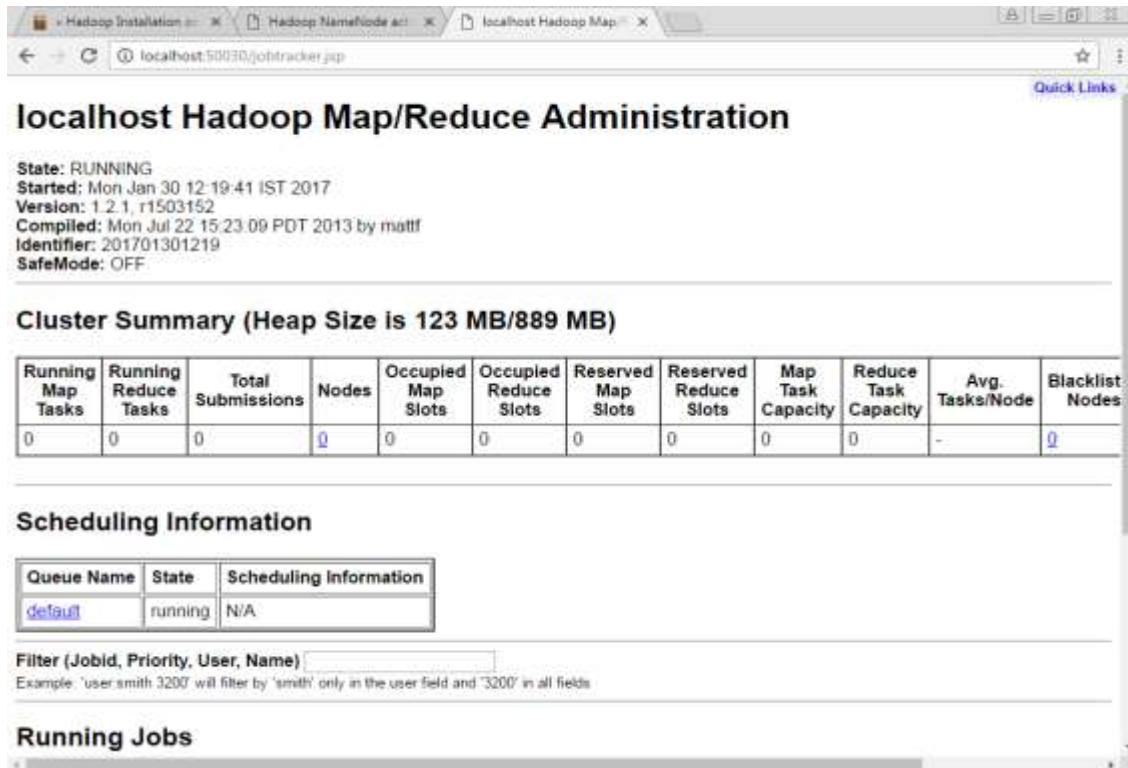 Hadoop Installation
Hadoop NameNode
localhost Hadoop Map
localhost:50030/jobtracker.jsp
Quick Links
localhost Hadoop Map/Reduce Administration
State: RUNNING
Started: Mon Jan 30 12:19:41 IST 2017
Version: 1.2.1, r1503152
Compiled: Mon Jul 22 15:23:09 PDT 2013 by mattf
Identifier: 201701301219
SafeMode: OFF
Cluster Summary (Heap Size is 123 MB/889 MB)
Running Map Tasks Running Reduce Tasks Total Submissions Nodes Occupied Map Slots Occupied Reduce Slots Reserved Map Slots Reserved Reduce Slots Map Task Capacity Reduce Task Capacity Avg. Tasks/Node Blacklist Nodes
0 0 0 0 0 0 0 0 0 0 - 0
Scheduling Information
Queue Name State Scheduling Information
default running N/A
Filter (Jobid, Priority, User, Name)
Example: 'user:smith 3200' will filter by 'smith' only in the user field and '3200' in all fields
Running Jobs